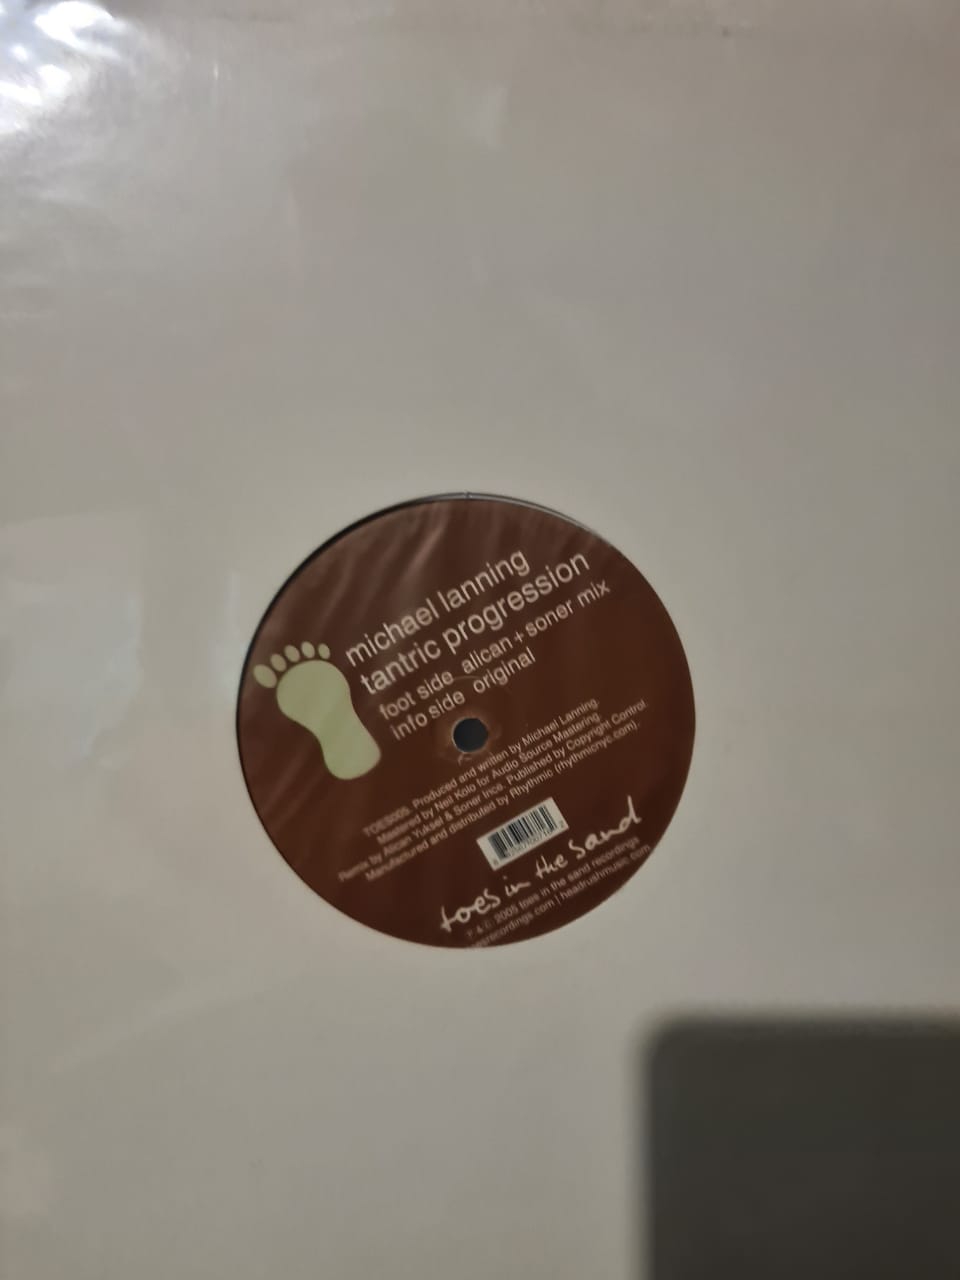 michael lanning
tantric progression
foot side alican + soner mix
info side original
TOES005. Produced and written by Michael Lanning.
Mastered by Neil Kolo for Audio Source Mastering.
Remix by Alican Yuksel & Soner Ince. Published by Copyright Control.
Manufactured and distributed by Rhythmic (rhythmicnyc.com).
toes in the sand
P. & C. 2005 toes in the sand recordings
headrushmusic.com